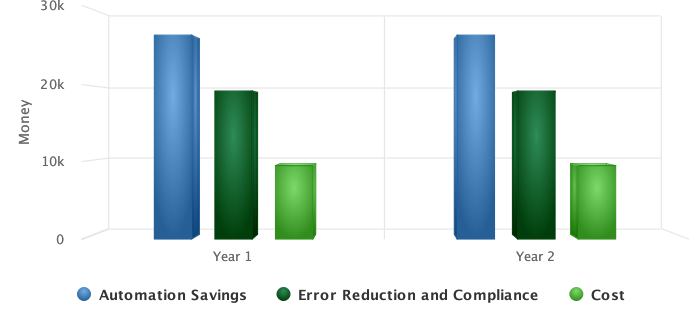 30k
20k
10k
0
Money
Year 1
Year 2
Automation Savings
Error Reduction and Compliance
Cost